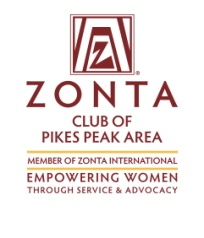 ZONTA
CLUB OF
PIKES PEAK AREA
MEMBER OF ZONTA INTERNATIONAL
EMPOWERING WOMEN
THROUGH SERVICE & ADVOCACY